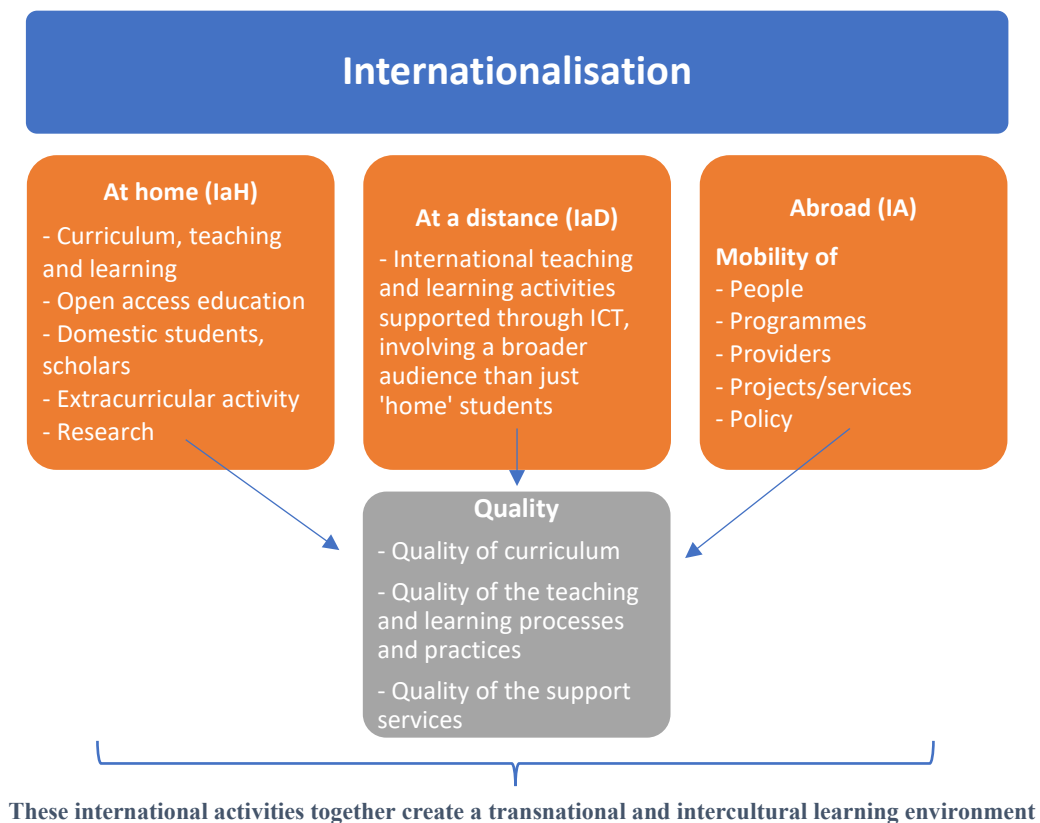 Internationalisation
At home (IaH)
- Curriculum, teaching
and learning
- Open access education
- Domestic students,
scholars
- Extracurricular activity
- Research
At a distance (IaD)
- International teaching
and learning activities
supported through ICT,
involving a broader
audience than just
'home' students
Abroad (IA)
Mobility of
- People
- Programmes
- Providers
- Projects/services
- Policy
Quality
- Quality of curriculum
- Quality of the teaching
and learning processes
and practices
- Quality of the support
services
These international activities together create a transnational and intercultural learning environment